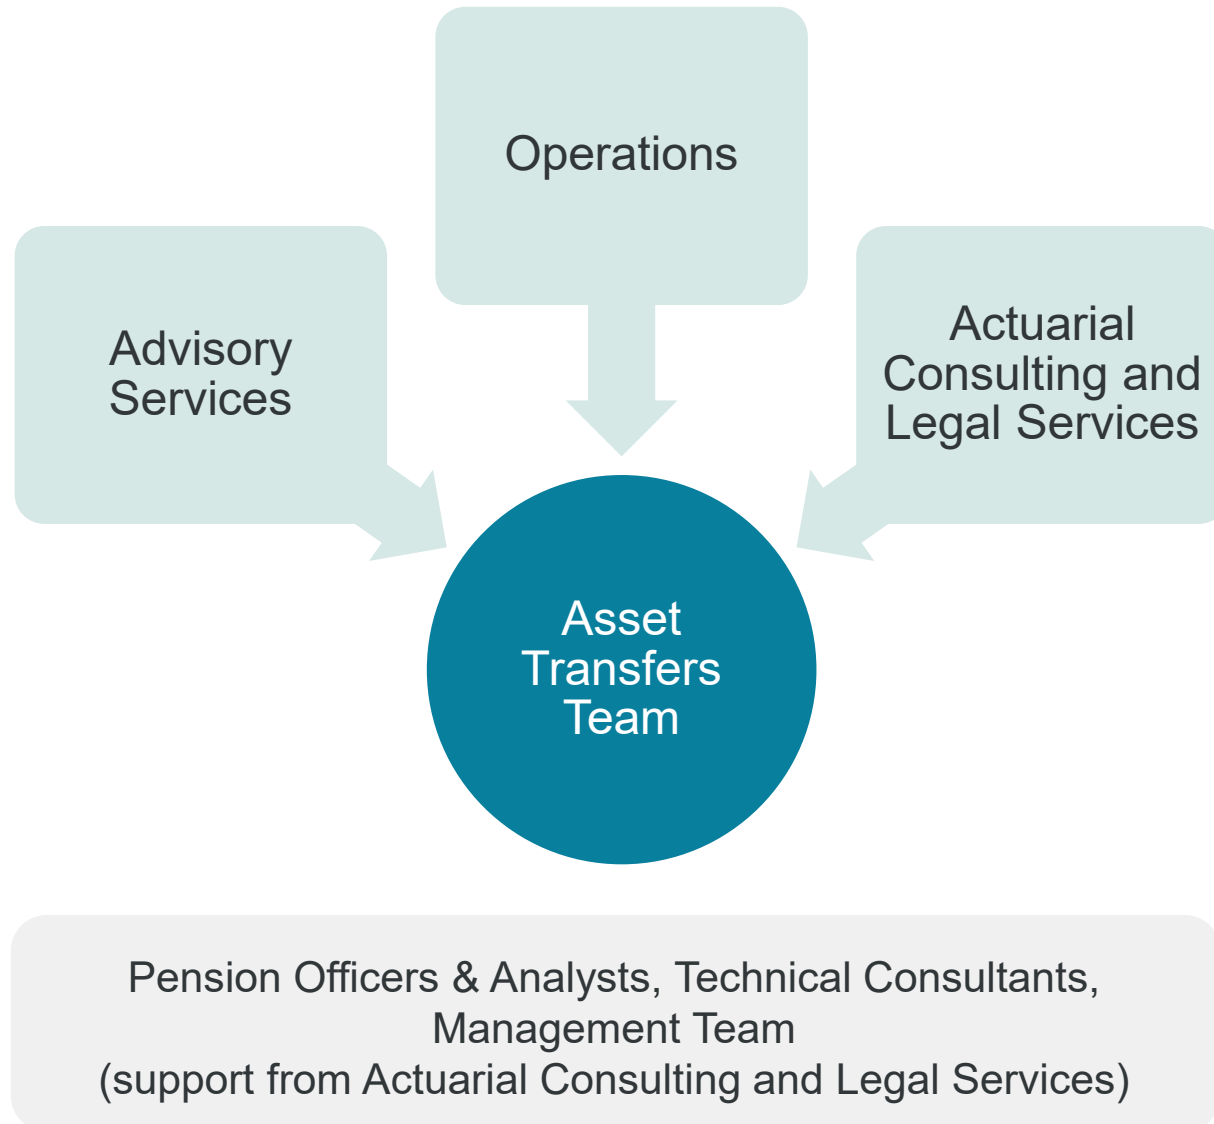 Operations
Advisory
Services
Actuarial
Consulting and
Legal Services
Asset
Transfers
Team
Pension Officers & Analysts, Technical Consultants,
Management Team
(support from Actuarial Consulting and Legal Services)